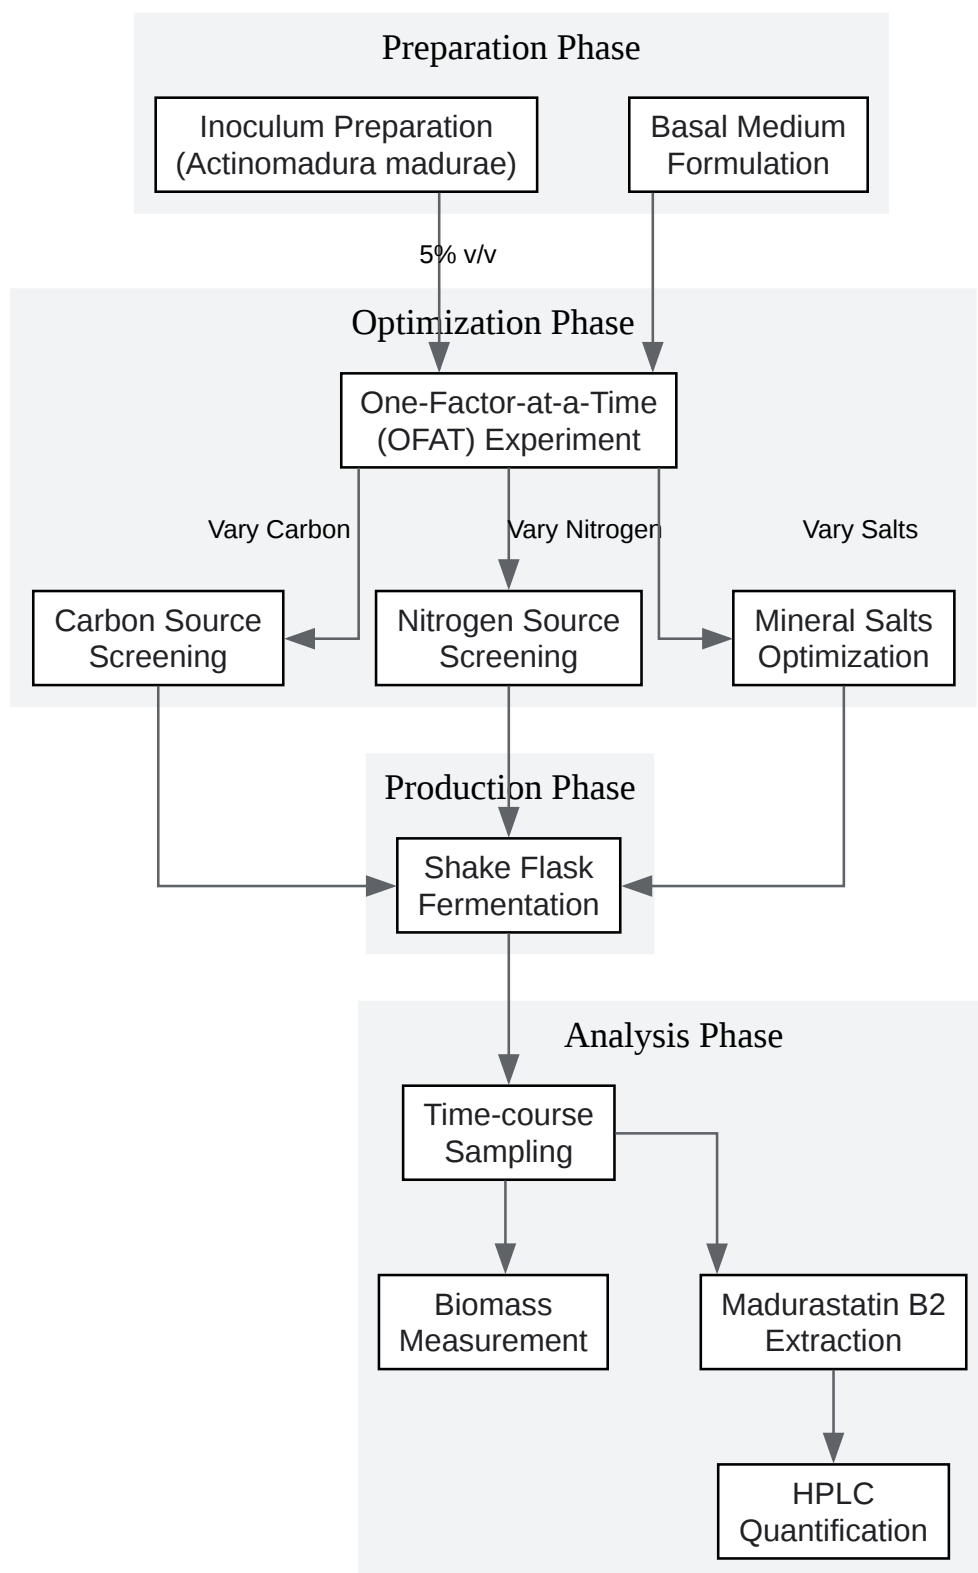 Preparation Phase
Inoculum Preparation
(Actinomadura madurae)
Basal Medium
Formulation
5% v/v
Optimization Phase
One-Factor-at-a-Time
(OFAT) Experiment
Vary Carbon
Vary Nitrogen
Vary Salts
Carbon Source
Screening
Nitrogen Source
Screening
Mineral Salts
Optimization
Production Phase
Shake Flask
Fermentation
Analysis Phase
Time-course
Sampling
Biomass
Measurement
Madurastatin B2
Extraction
HPLC
Quantification